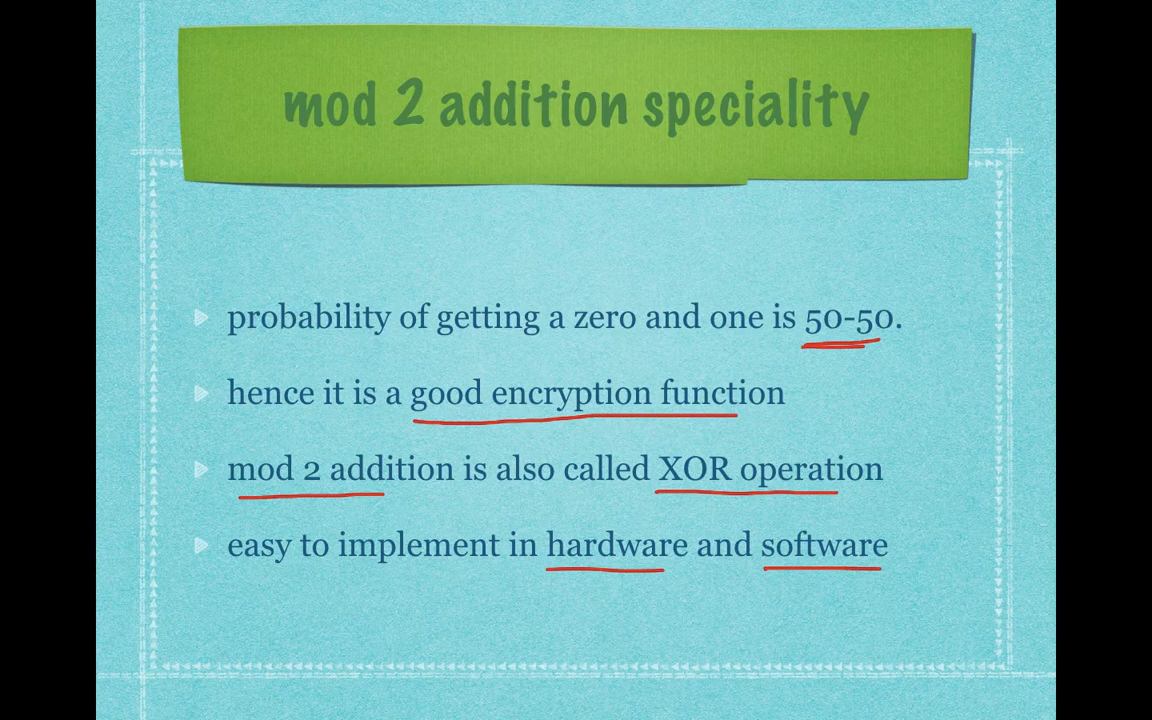 mod 2 addition speciality
probability of getting a zero and one is 50-50.
hence it is a good encryption function
mod 2 addition is also called XOR operation
easy to implement in hardware and software